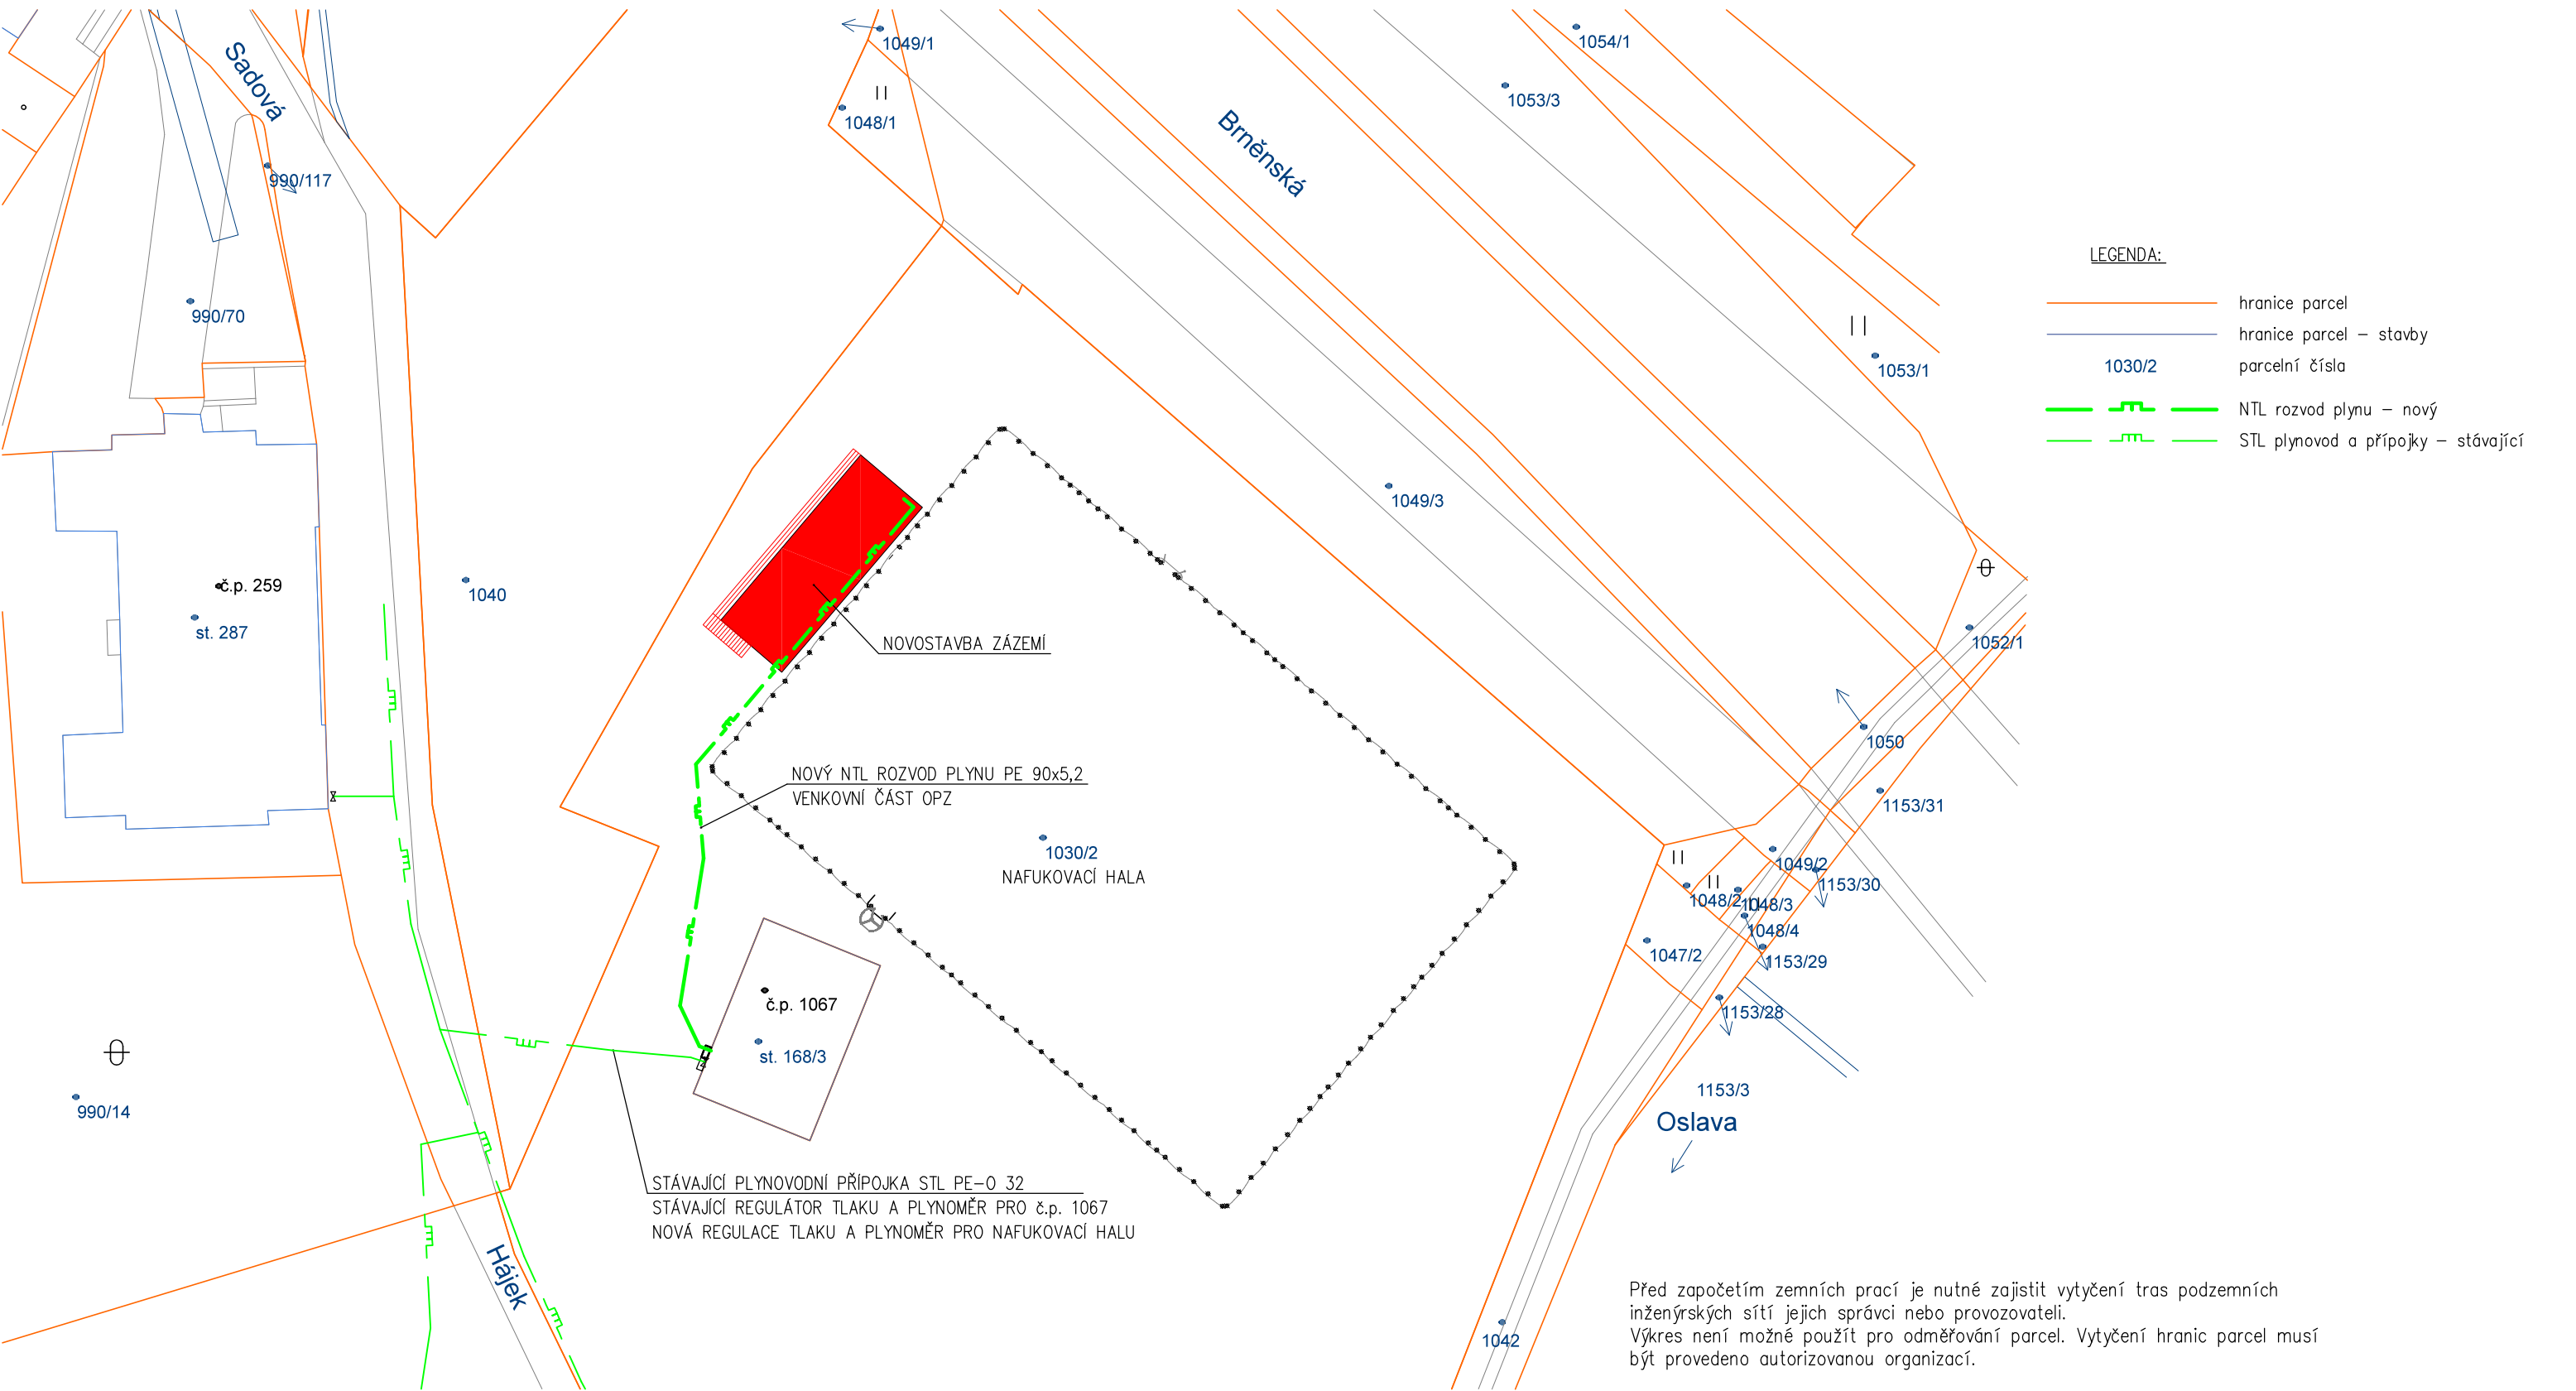 1049/1
1054/1
Sadová
1053/3
1048/1
Brněnská
990/117
LEGENDA:
hranice parcel
990/70
hranice parcel – stavby
1030/2
parcelní čísla
1053/1
NTL rozvod plynu – nový
STL plynovod a přípojky – stávající
1049/3
č.p. 259
1040
st. 287
NOVOSTAVBA ZÁZEMÍ
1052/1
1050
NOVÝ NTL ROZVOD PLYNU PE 90x5,2
VENKOVNÍ ČÁST OPZ
1153/31
1030/2
NAFUKOVACÍ HALA
1049/2
1153/30
1048/2
1048/3
1048/4
1047/2
1153/29
č.p. 1067
1153/28
st. 168/3
1153/3
990/14
Oslava
STÁVAJÍCÍ PLYNOVODNÍ PŘÍPOJKA STL PE–O 32
STÁVAJÍCÍ REGULÁTOR TLAKU A PLYNOMĚR PRO č.p. 1067
NOVÁ REGULACE TLAKU A PLYNOMĚR PRO NAFUKOVACÍ HALU
Hájek
1042
Před započetím zemních prací je nutné zajistit vytyčení tras podzemních
inženýrských sítí jejich správci nebo provozovateli.
Výkres není možné použít pro odměřování parcel. Vytyčení hranic parcel musí
být provedeno autorizovanou organizací.